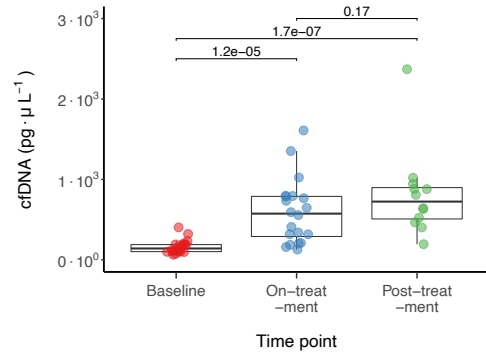 3 · 10³
0.17
1.7e−07
1.2e−05
2 · 10³
1 · 10³
0 · 10⁰
cfDNA (pg · μ L⁻¹)
Baseline
On−treat
−ment
Post−treat
−ment
Time point